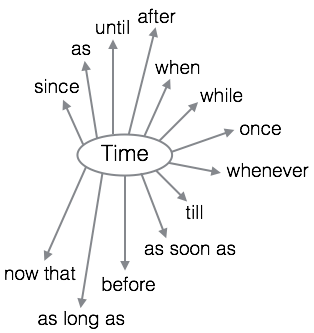 after
until
as
when
since
while
once
Time
whenever
till
as soon as
now that
before
as long as